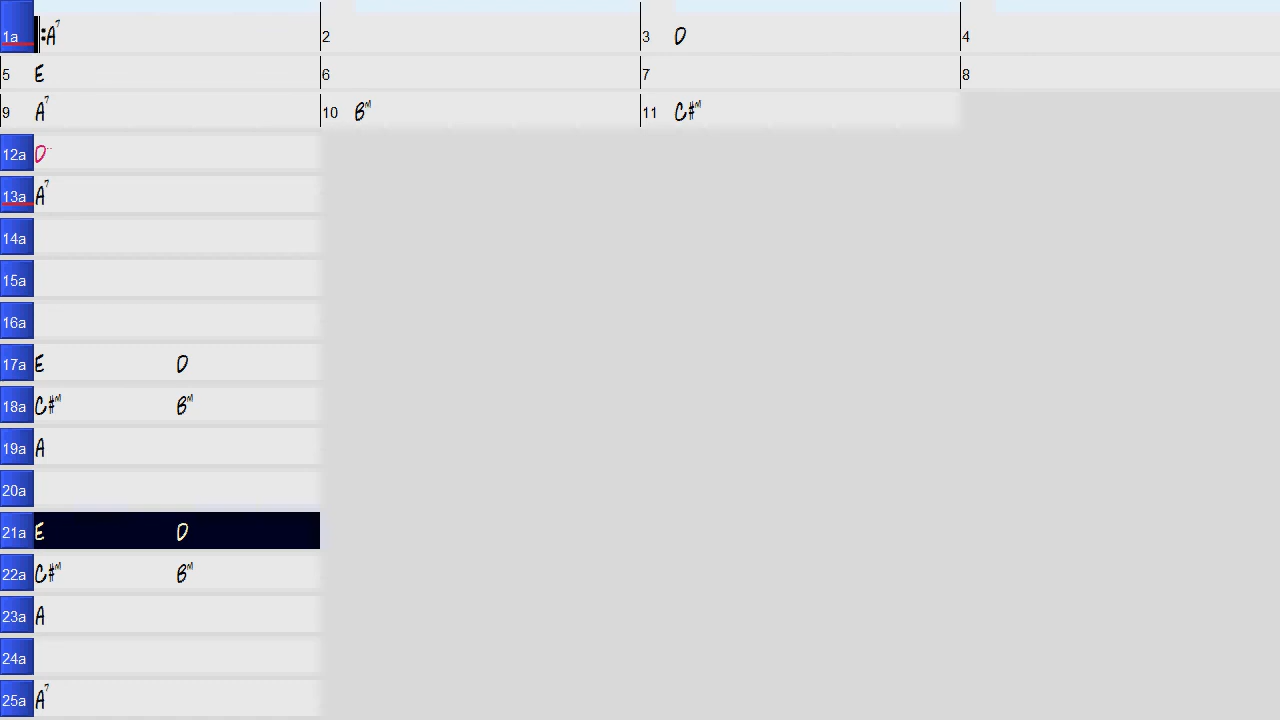 1a :A7 2 3 D 4
5 E 6 7 8
9 A7 10 Bm 11 C#m
12a D...
13a A7
14a
15a
16a
17a E D
18a C#m Bm
19a A
20a
21a E D
22a C#m Bm
23a A
24a
25a A7